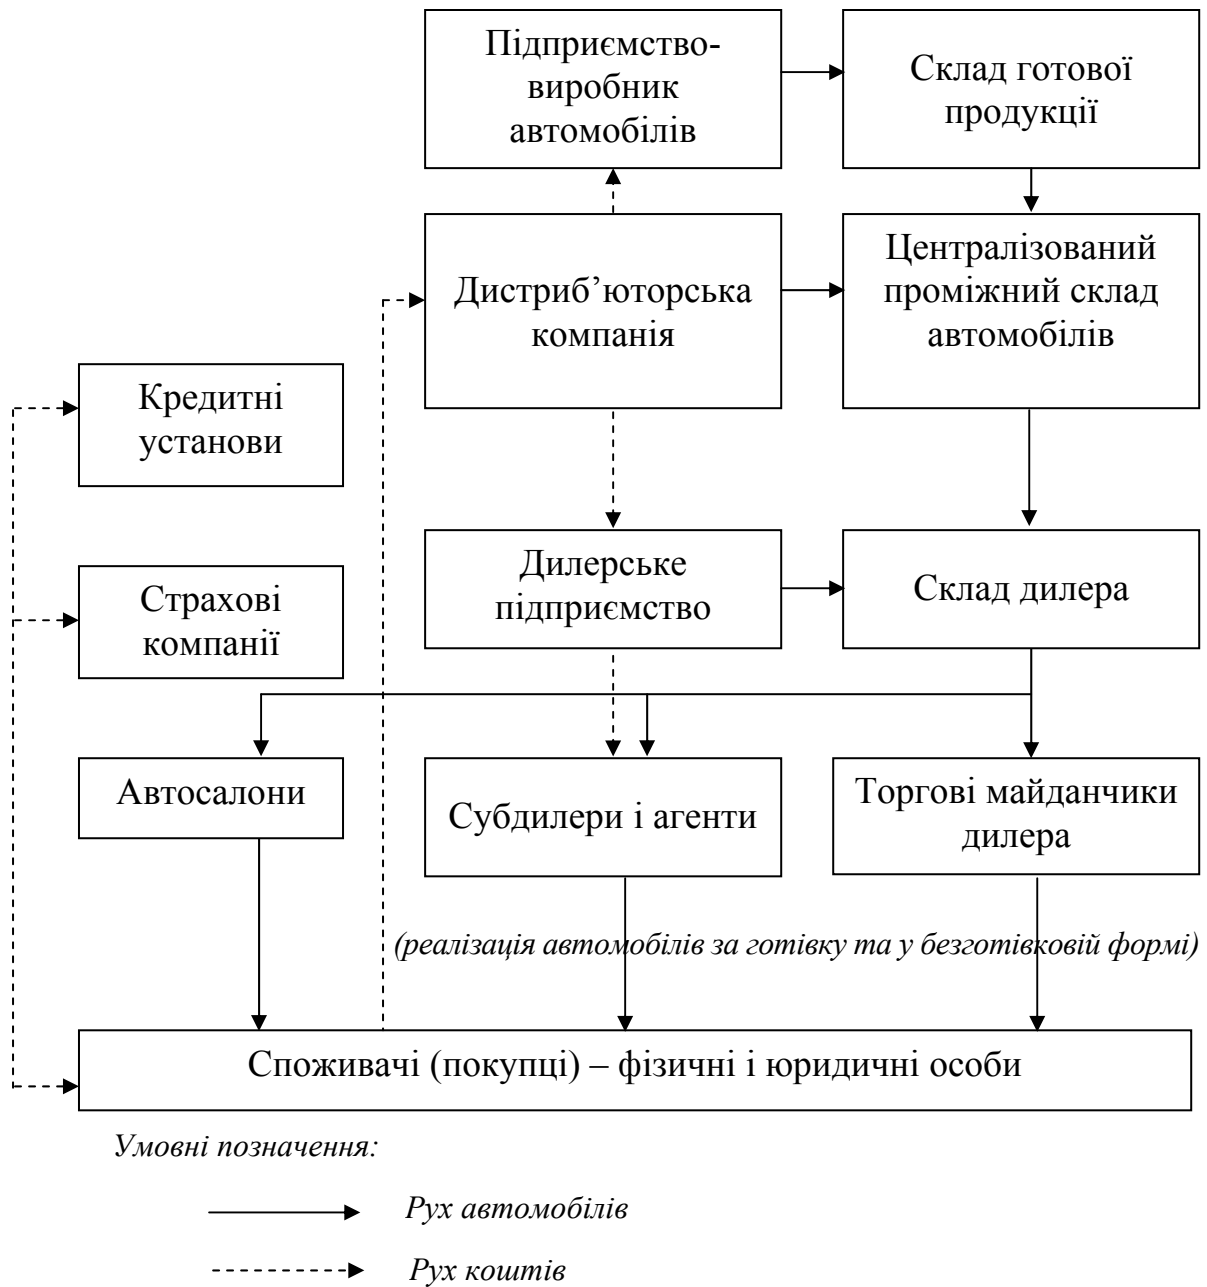 Підприємство-
виробник
автомобілів
Склад готової
продукції
Дистриб’юторська
компанія
Централізований
проміжний склад
автомобілів
Кредитні
установи
Дилерське
підприємство
Склад дилера
Страхові
компанії
Автосалони
Субдилери і агенти
Торгові майданчики
дилера
(реалізація автомобілів за готівку та у безготівковій формі)
Споживачі (покупці) – фізичні і юридичні особи
Умовні позначення:
Рух автомобілів
Рух коштів